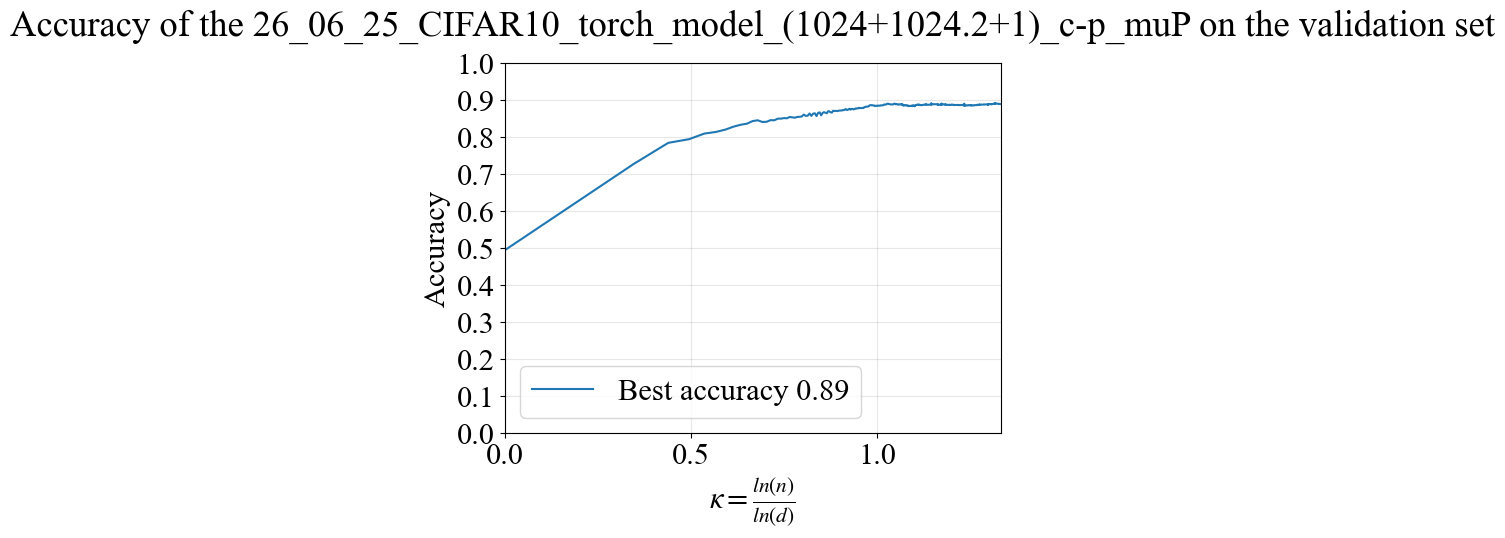 Accuracy of the 26_06_25_CIFAR10_torch_model_(1024+1024.2+1)_c-p_muP on the validation set
1.0
0.9
0.8
0.7
0.6
0.5
0.4
0.3
0.2
0.1
0.0
Accuracy
Best accuracy 0.89
0.0 0.5 1.0
κ = ln(n)/ln(d)